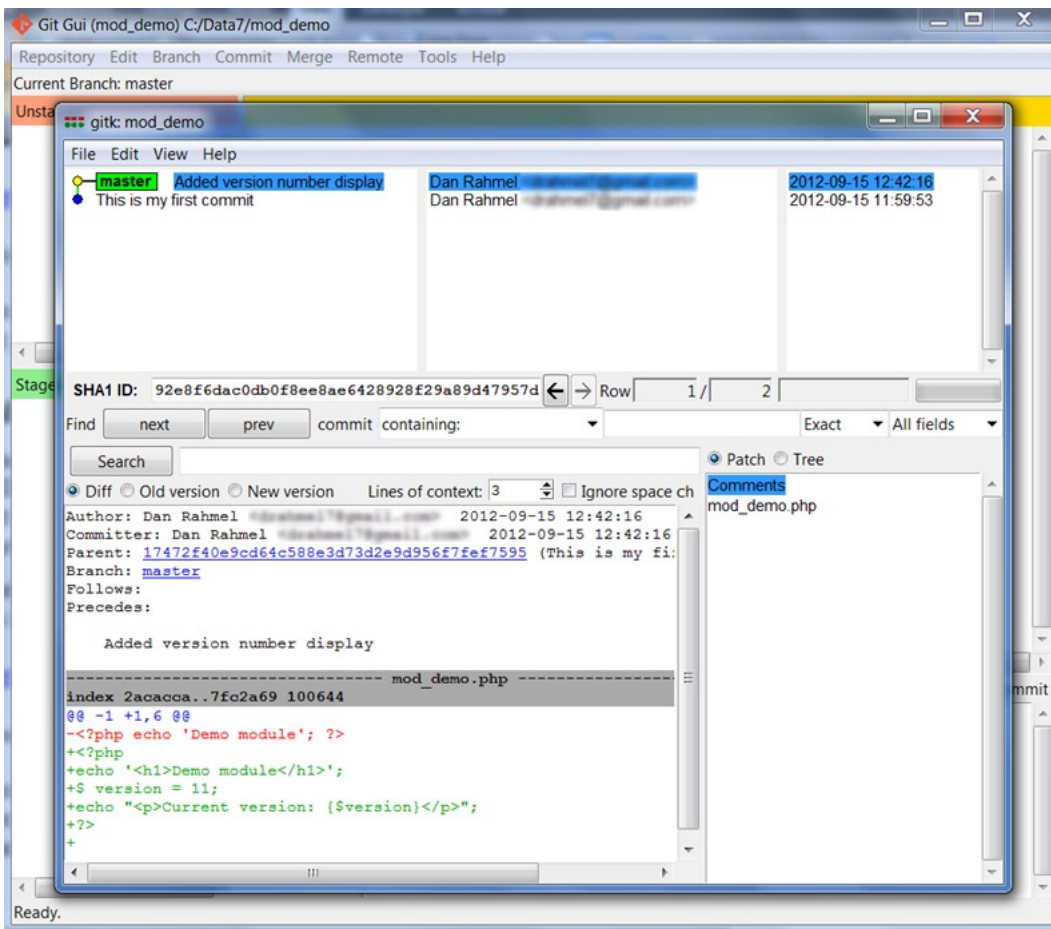 Git Gui (mod_demo) C:/Data7/mod_demo
Repository Edit Branch Commit Merge Remote Tools Help
Current Branch: master
Unsta
gitk: mod_demo
File Edit View Help
master Added version number display Dan Rahmel 2012-09-15 12:42:16
This is my first commit Dan Rahmel 2012-09-15 11:59:53
Stage
SHA1 ID: 92e8f6dac0db0f8ee8ae6428928f29a89d47957d Row 1 / 2
Find next prev commit containing: Exact All fields
Search Patch Tree
Diff Old version New version Lines of context: 3 Ignore space ch
Comments
mod_demo.php
Author: Dan Rahmel 2012-09-15 12:42:16
Committer: Dan Rahmel 2012-09-15 12:42:16
Parent: 17472f40e9cd64c588e3d73d2e9d956f7fef7595 (This is my fi
Branch: master
Follows:
Precedes:
Added version number display
---------------------------------- mod_demo.php -----------------
index 2acacca..7fc2a69 100644
@@ -1 +1,6 @@
-<?php echo 'Demo module'; ?>
+<?php
+echo '<h1>Demo module</h1>';
+$ version = 11;
+echo "<p>Current version: {$version}</p>";
+?>
+
mmit
Ready.